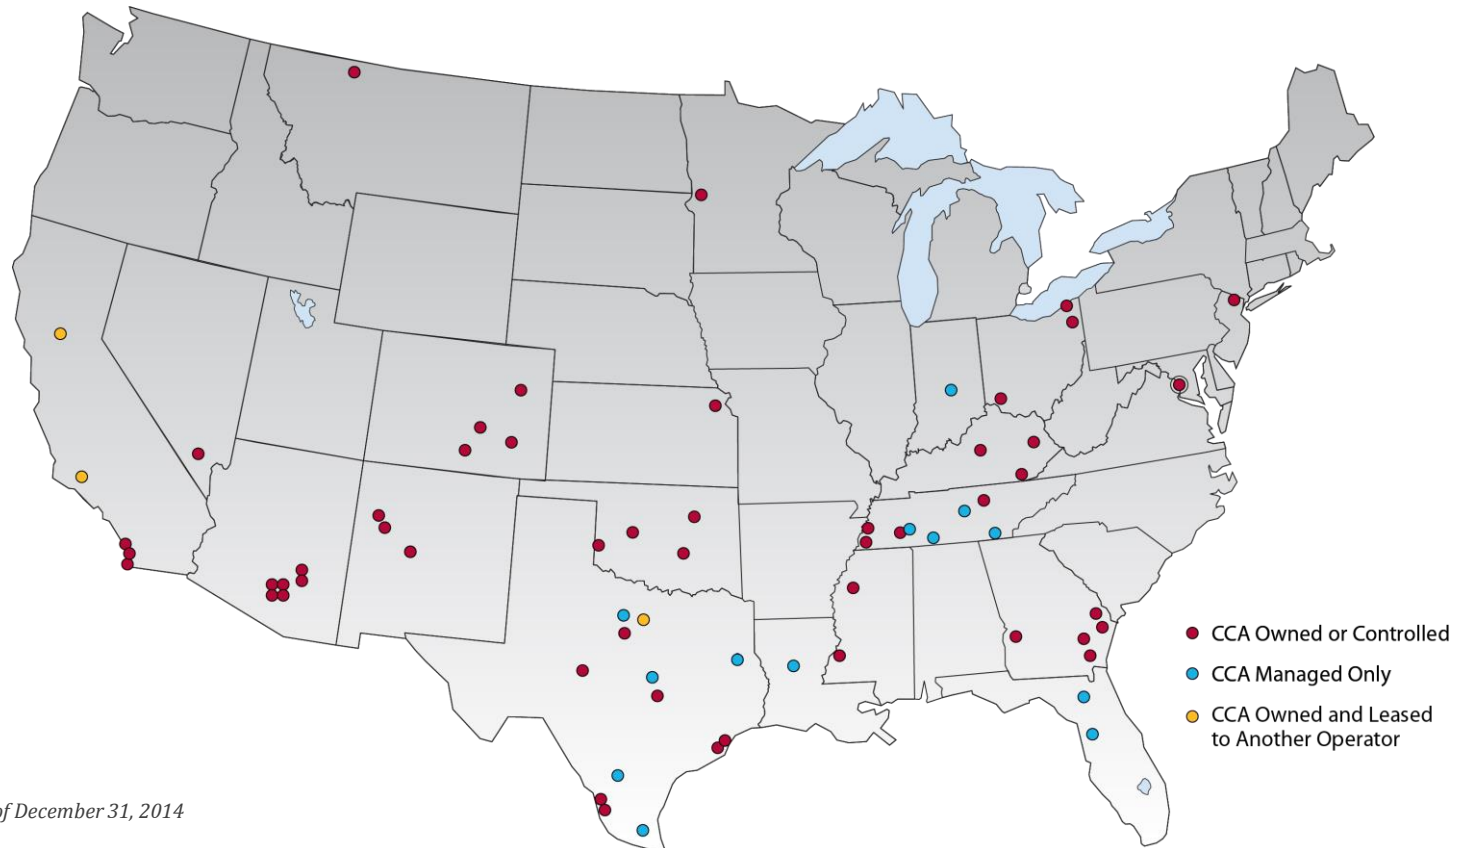 CCA Owned or Controlled
CCA Managed Only
CCA Owned and Leased
to Another Operator
of December 31, 2014